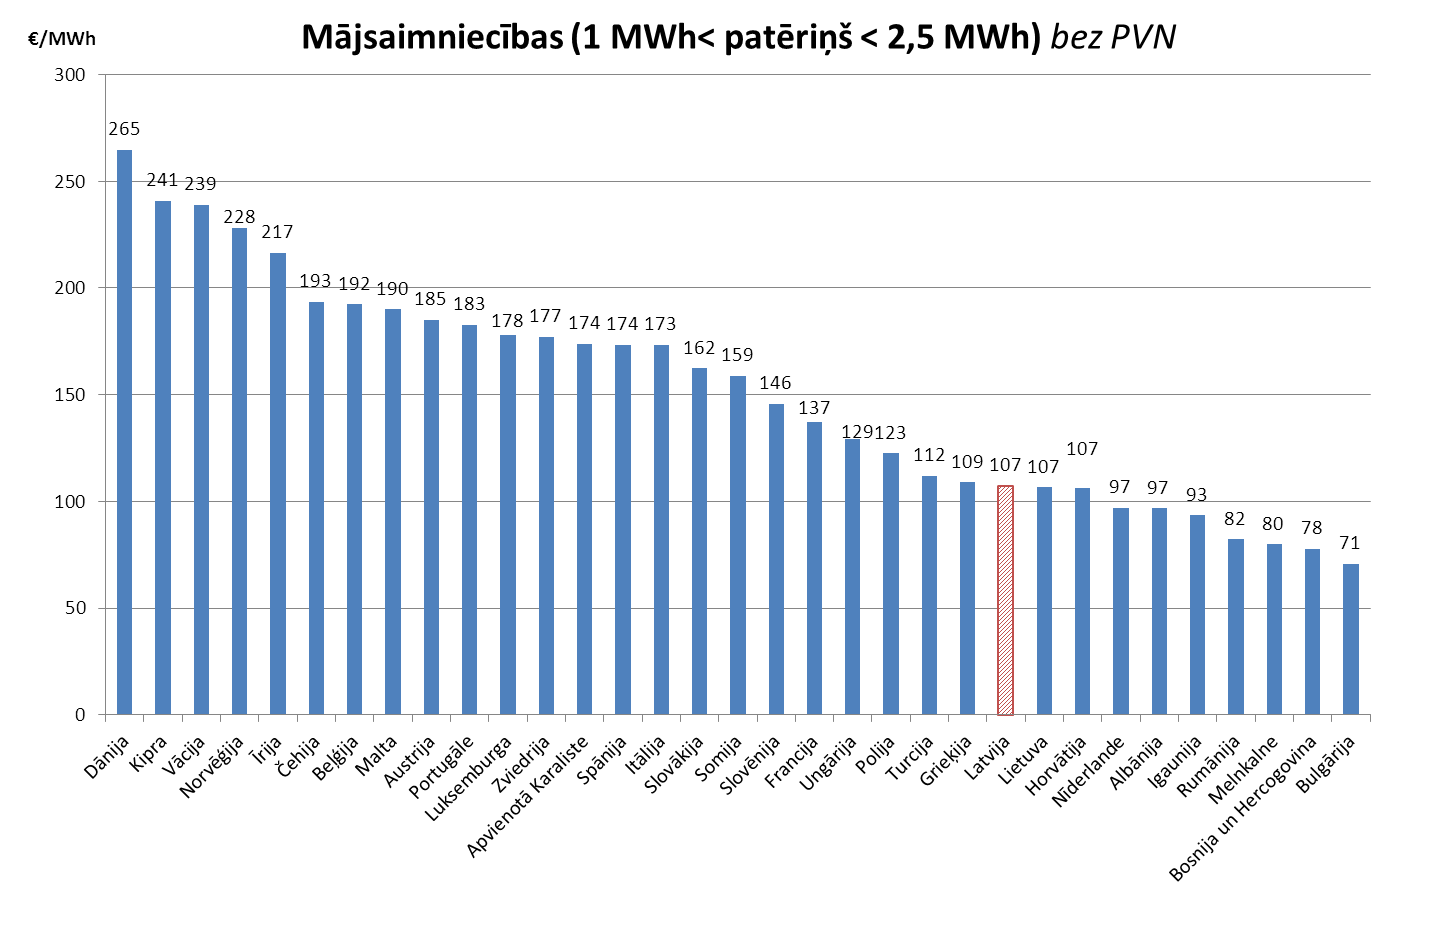 €/MWh
Mājsaimniecības (1 MWh< patēriņš < 2,5 MWh) bez PVN
300
250
200
150
100
50
0
265
241
239
228
217
193
192
190
185
183
178
177
174
174
173
162
159
146
137
129
123
112
109
107
107
107
97
97
93
82
80
78
71
Dānija
Kipra
Vācija
Norvēģija
Īrija
Čehija
Beļģija
Malta
Austrija
Portugāle
Luksemburga
Zviedrija
Apvienotā Karaliste
Spānija
Itālija
Slovākija
Somija
Slovēnija
Francija
Ungārija
Polija
Turcija
Grieķija
Latvija
Lietuva
Horvātija
Nīderlande
Albānija
Igaunija
Rumānija
Melnkalne
Bosnija un Hercogovina
Bulgārija